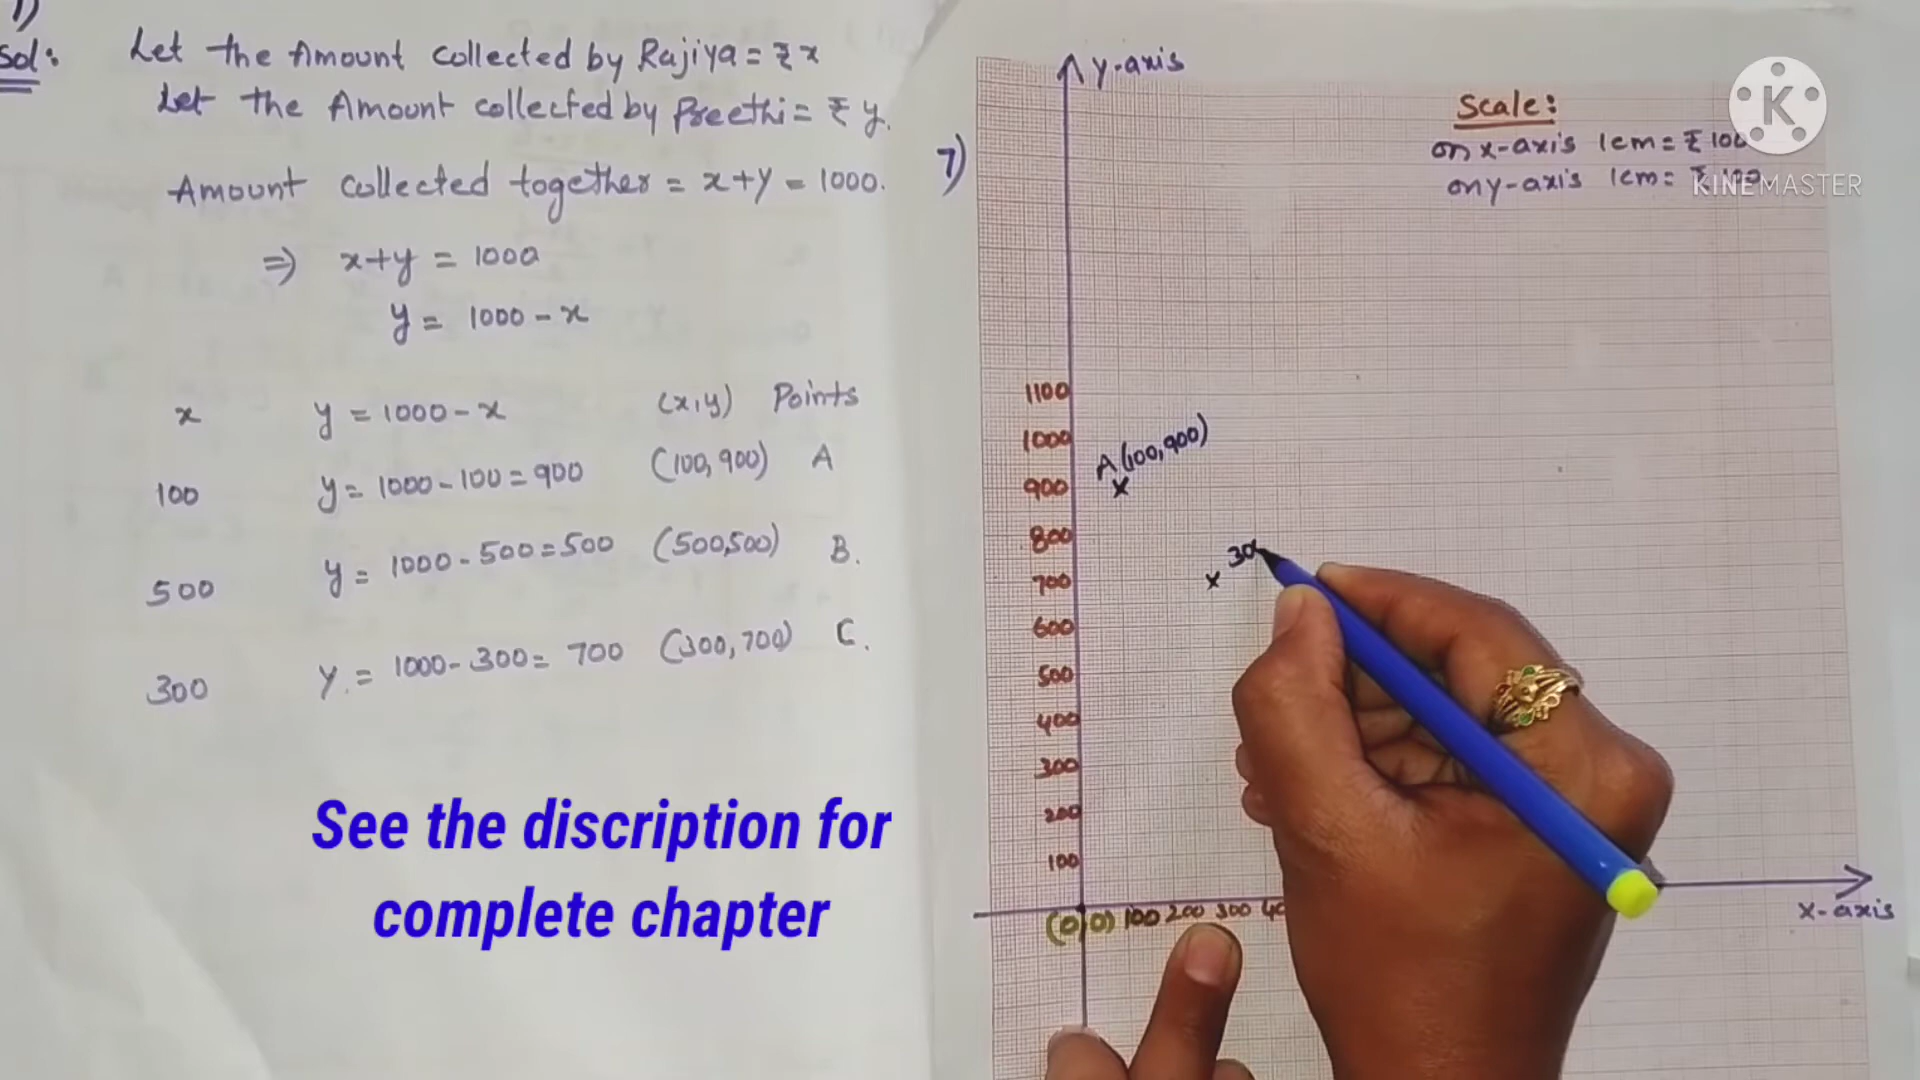 1)
Sol:
Let the Amount collected by Rajiya = ₹ x
Let the Amount collected by Preethi = ₹ y.
Amount collected together = x+y = 1000.
⇒ x+y = 1000
y = 1000 - x
x y = 1000 - x (x,y) Points
100 y = 1000 - 100 = 900 (100, 900) A
500 y = 1000 - 500 = 500 (500,500) B.
300 y. = 1000 - 300 = 700 (300, 700) C.
See the discription for
complete chapter
7)
y-axis
Scale:
on x-axis 1cm = ₹ 100
on y-axis 1cm = ₹ 100
K
KINEMASTER
1100
1000
A (100,900)
x
900
800
x 30
700
600
500
400
300
200
100
(0,0) 100 200 300 40
x-axis